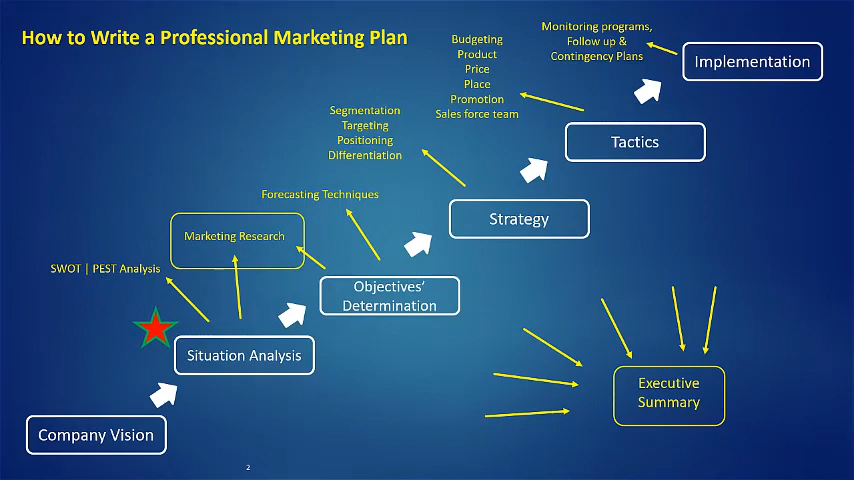 How to Write a Professional Marketing Plan
Monitoring programs,
Follow up &
Contingency Plans
Implementation
Budgeting
Product
Price
Place
Promotion
Sales force team
Tactics
Segmentation
Targeting
Positioning
Differentiation
Strategy
Forecasting Techniques
Marketing Research
Objectives'
Determination
SWOT | PEST Analysis
Situation Analysis
Executive
Summary
Company Vision
2